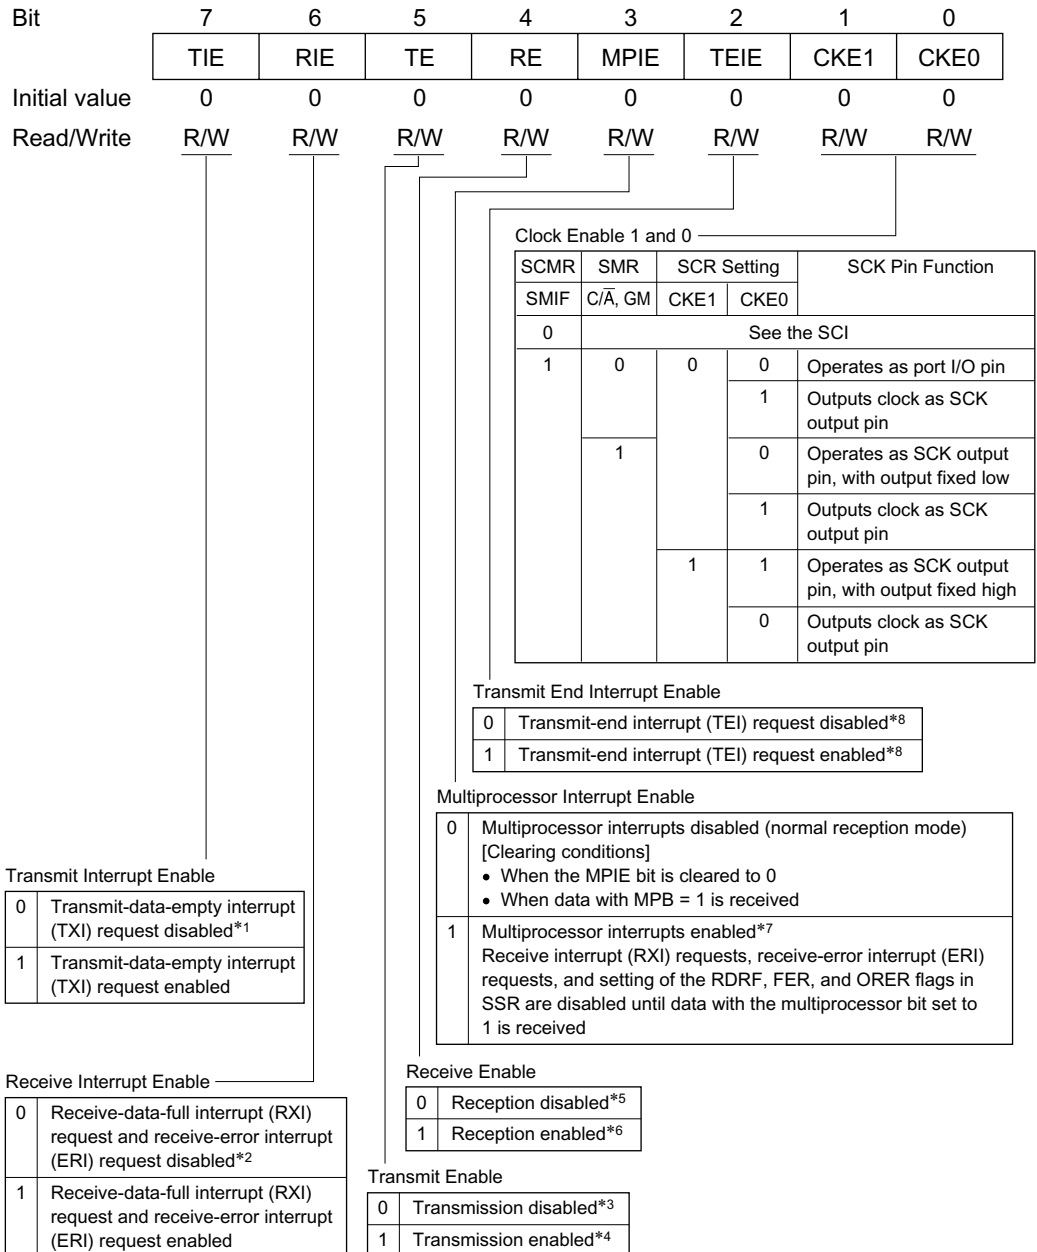 Bit 7 6 5 4 3 2 1 0
TIE RIE TE RE MPIE TEIE CKE1 CKE0
Initial value 0 0 0 0 0 0 0 0
Read/Write R/W R/W R/W R/W R/W R/W R/W R/W
Clock Enable 1 and 0
SCMR SMR SCR Setting SCK Pin Function
SMIF C/A̅, GM CKE1 CKE0
0 See the SCI
1 0 0 0 Operates as port I/O pin
1 Outputs clock as SCK
output pin
1 0 Operates as SCK output
pin, with output fixed low
1 Outputs clock as SCK
output pin
1 1 Operates as SCK output
pin, with output fixed high
0 Outputs clock as SCK
output pin
Transmit End Interrupt Enable
0 Transmit-end interrupt (TEI) request disabled*8
1 Transmit-end interrupt (TEI) request enabled*8
Multiprocessor Interrupt Enable
0 Multiprocessor interrupts disabled (normal reception mode)
[Clearing conditions]
• When the MPIE bit is cleared to 0
• When data with MPB = 1 is received
1 Multiprocessor interrupts enabled*7
Receive interrupt (RXI) requests, receive-error interrupt (ERI)
requests, and setting of the RDRF, FER, and ORER flags in
SSR are disabled until data with the multiprocessor bit set to
1 is received
Transmit Interrupt Enable
0 Transmit-data-empty interrupt
(TXI) request disabled*1
1 Transmit-data-empty interrupt
(TXI) request enabled
Receive Enable
0 Reception disabled*5
1 Reception enabled*6
Receive Interrupt Enable
0 Receive-data-full interrupt (RXI)
request and receive-error interrupt
(ERI) request disabled*2
1 Receive-data-full interrupt (RXI)
request and receive-error interrupt
(ERI) request enabled
Transmit Enable
0 Transmission disabled*3
1 Transmission enabled*4